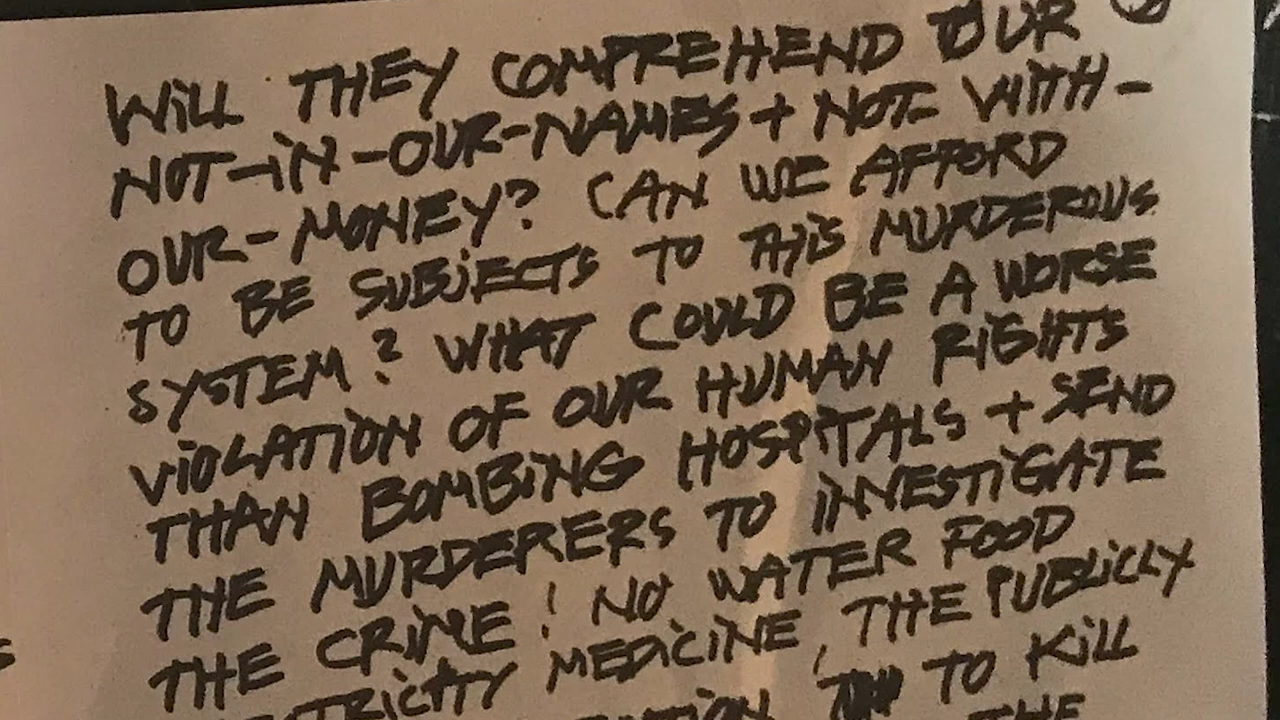 WiLL THEY COMPREHEND OUR
NOT-iN-OUR-NAMES + NOT- WiTH-
OUR-MONEY? CAN WE AFFORD
TO BE SUBJECTS TO THiS MURDEROUS
SYSTEM? WHAT COULD BE A WORSE
ViOLATiON OF OUR HUMAN RiGHTS
THAN BOMBiNG HOSPiTALS + SEND
THE MURDERERS TO iNVESTiGATE
THE CRiME! NO WATER FOOD
MEDiCiNE, THE PUBLiCLY
TO KiLL
THE